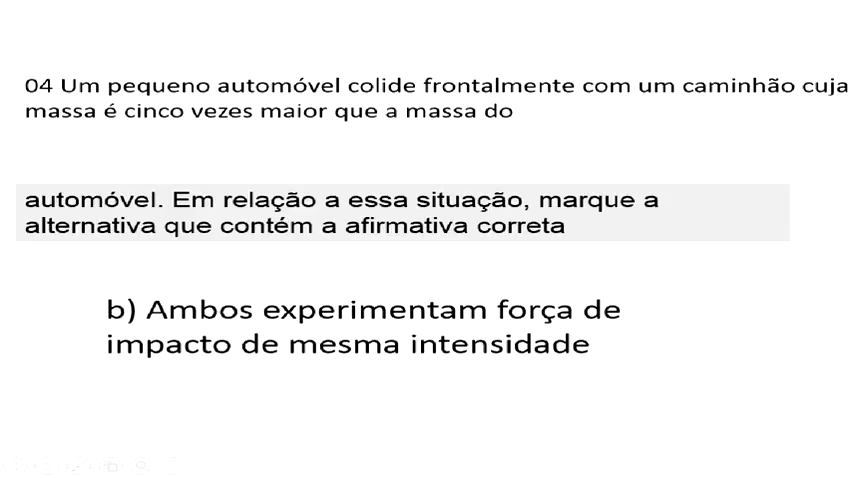 04 Um pequeno automóvel colide frontalmente com um caminhão cuja
massa é cinco vezes maior que a massa do
automóvel. Em relação a essa situação, marque a
alternativa que contém a afirmativa correta
b) Ambos experimentam força de
impacto de mesma intensidade